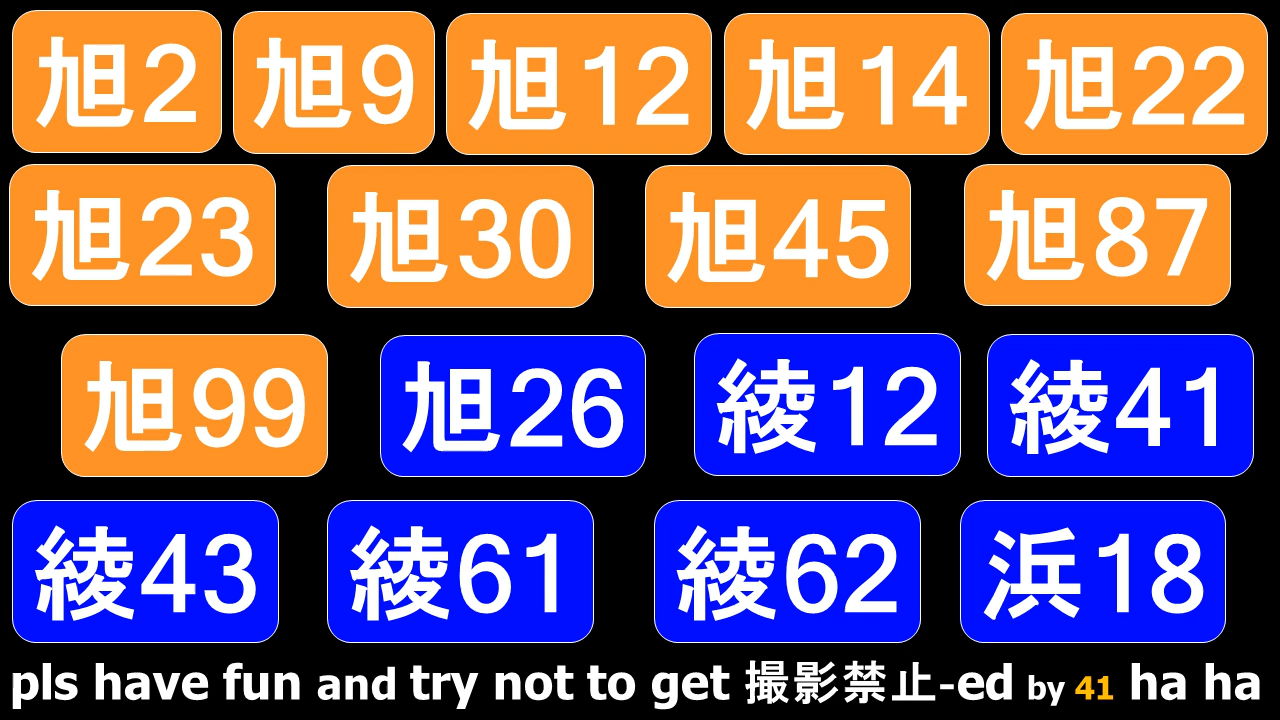 旭2 旭9 旭12 旭14 旭22
旭23 旭30 旭45 旭87
旭99 旭26 綾12 綾41
綾43 綾61 綾62 浜18
pls have fun and try not to get 撮影禁止-ed by 41 ha ha